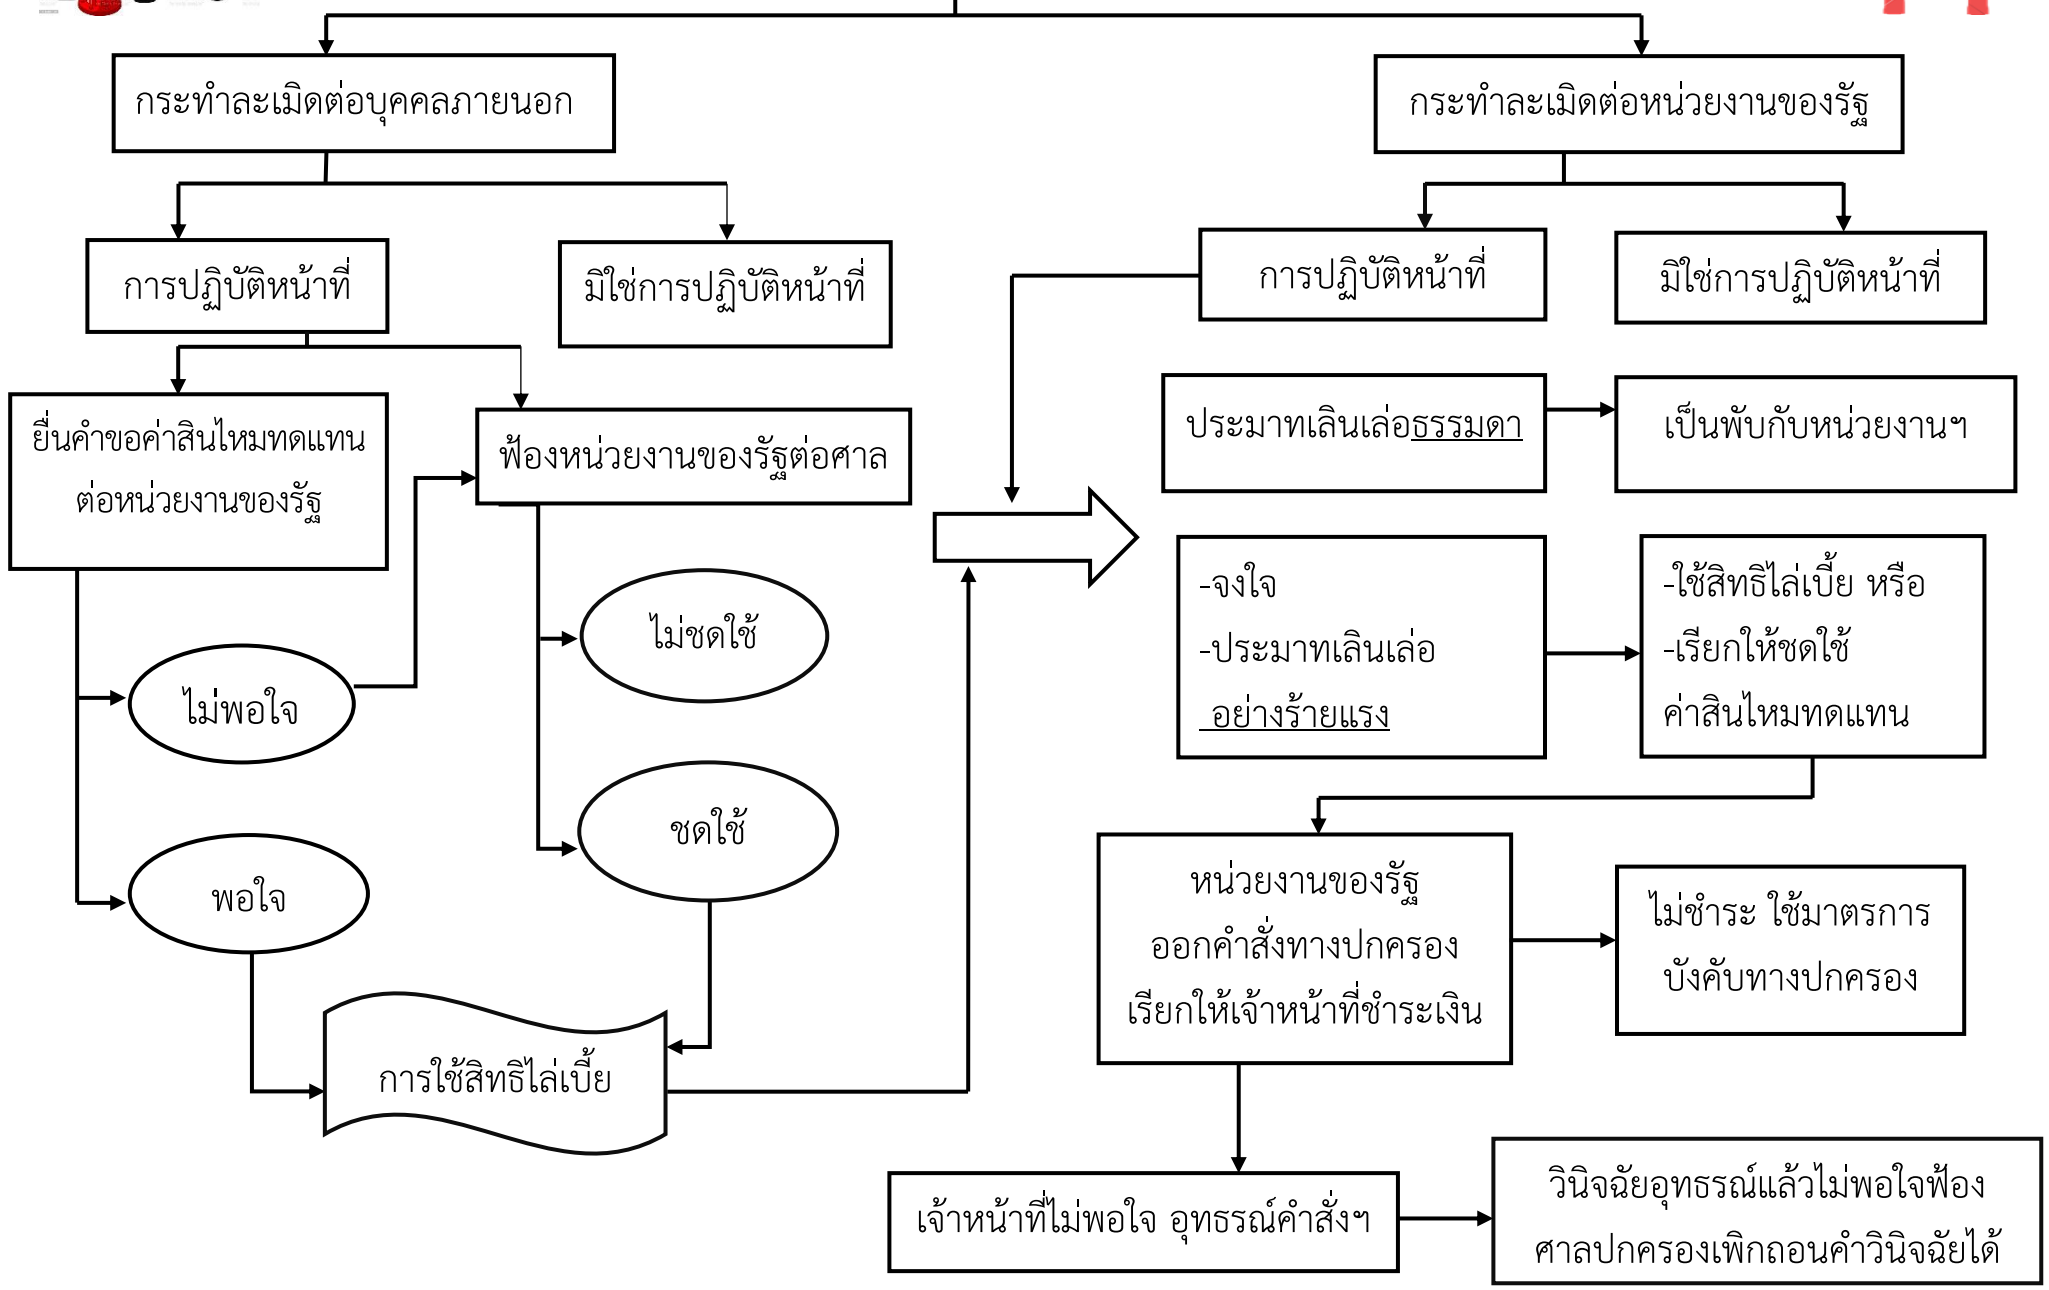 กระทำละเมิดต่อบุคคลภายนอก
กระทำละเมิดต่อหน่วยงานของรัฐ
การปฏิบัติหน้าที่
มิใช่การปฏิบัติหน้าที่
การปฏิบัติหน้าที่
มิใช่การปฏิบัติหน้าที่
ยื่นคำขอค่าสินไหมทดแทน
ต่อหน่วยงานของรัฐ
ฟ้องหน่วยงานของรัฐต่อศาล
ไม่พอใจ
พอใจ
ไม่ชดใช้
ชดใช้
การใช้สิทธิไล่เบี้ย
ประมาทเลินเล่อธรรมดา
เป็นพับกับหน่วยงานฯ
-จงใจ
-ประมาทเลินเล่อ
อย่างร้ายแรง
-ใช้สิทธิไล่เบี้ย หรือ
-เรียกให้ชดใช้
ค่าสินไหมทดแทน
หน่วยงานของรัฐ
ออกคำสั่งทางปกครอง
เรียกให้เจ้าหน้าที่ชำระเงิน
ไม่ชำระ ใช้มาตรการ
บังคับทางปกครอง
เจ้าหน้าที่ไม่พอใจ อุทธรณ์คำสั่งฯ
วินิจฉัยอุทธรณ์แล้วไม่พอใจฟ้อง
ศาลปกครองเพิกถอนคำวินิจฉัยได้